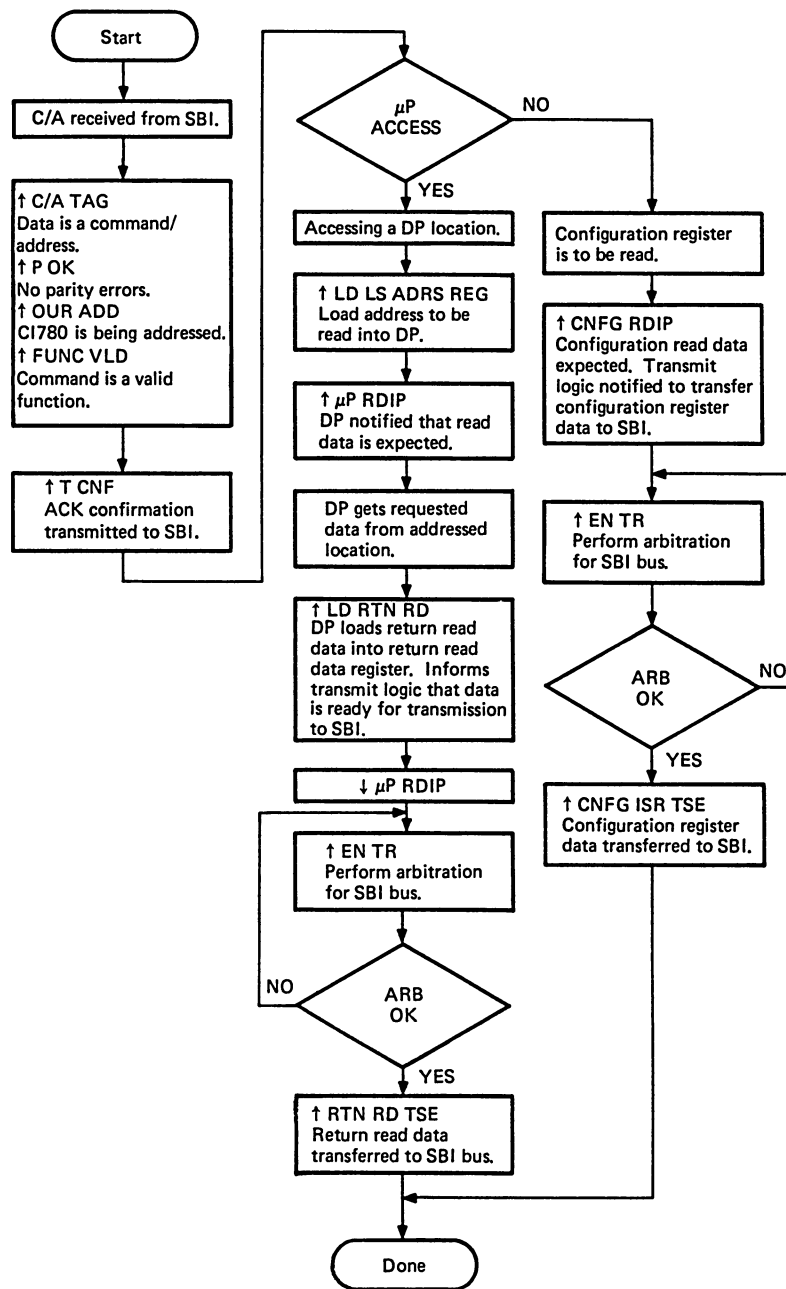 Start
C/A received from SBI.
↑ C/A TAG
Data is a command/
address.
↑ P OK
No parity errors.
↑ OUR ADD
CI780 is being addressed.
↑ FUNC VLD
Command is a valid
function.
↑ T CNF
ACK confirmation
transmitted to SBI.
μP
ACCESS
NO
YES
Accessing a DP location.
↑ LD LS ADRS REG
Load address to be
read into DP.
↑ μP RDIP
DP notified that read
data is expected.
DP gets requested
data from addressed
location.
↑ LD RTN RD
DP loads return read
data into return read
data register. Informs
transmit logic that data
is ready for transmission
to SBI.
↓ μP RDIP
↑ EN TR
Perform arbitration
for SBI bus.
NO
ARB
OK
YES
↑ RTN RD TSE
Return read data
transferred to SBI bus.
Configuration register
is to be read.
↑ CNFG RDIP
Configuration read data
expected. Transmit
logic notified to transfer
configuration register
data to SBI.
↑ EN TR
Perform arbitration
for SBI bus.
ARB
OK
NO
YES
↑ CNFG ISR TSE
Configuration register
data transferred to SBI.
Done